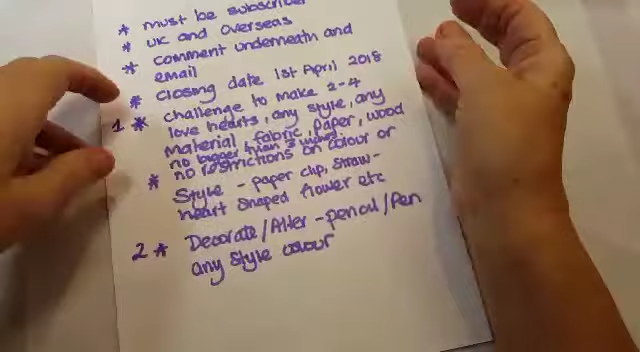 * must be subscriber
* UK and overseas
* comment underneath and
email
* closing date 1st April 2018
1 * challenge to make 2-4
love hearts, any style, any
material, fabric, paper, wood
no bigger than 3 inches
no restrictions on colour or
* Style - paper clip, straw-
heart shaped flower etc
2 * Decorate/Alter - pencil/pen
any style colour